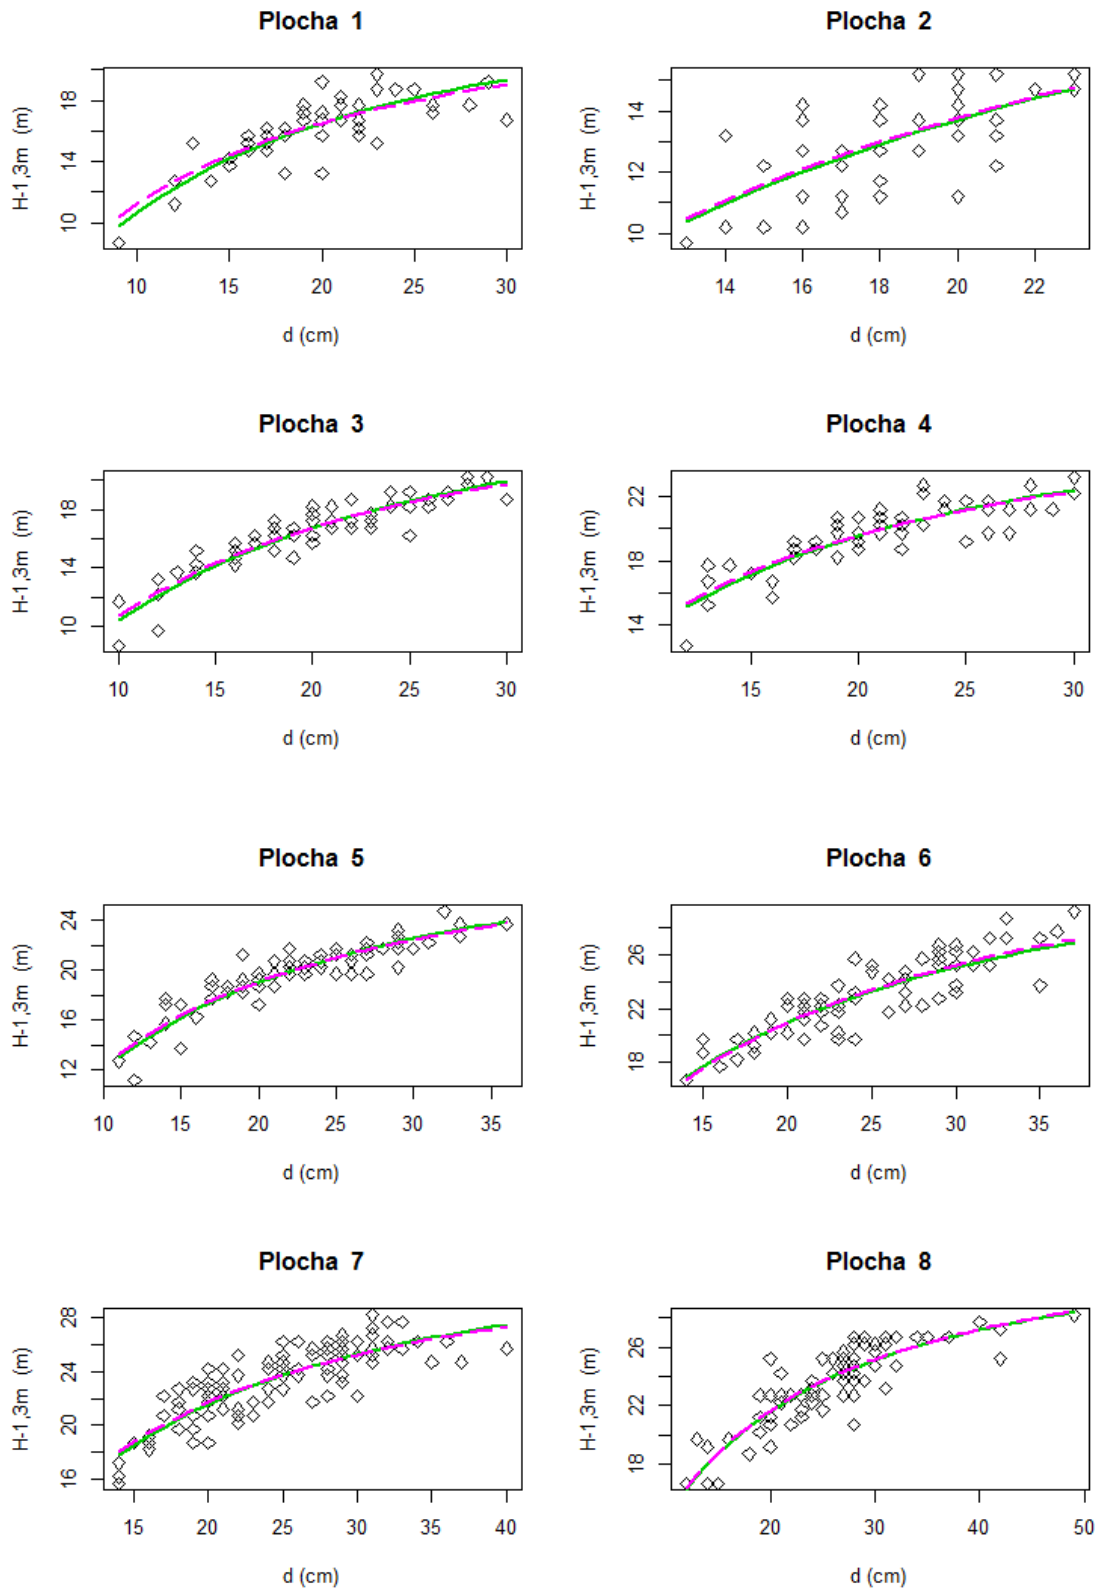 Plocha 1
Plocha 2
H-1,3m (m)
10 14 18
10 15 20 25 30
d (cm)
H-1,3m (m)
10 12 14
14 16 18 20 22
d (cm)
Plocha 3
Plocha 4
H-1,3m (m)
10 14 18
10 15 20 25 30
d (cm)
H-1,3m (m)
14 18 22
15 20 25 30
d (cm)
Plocha 5
Plocha 6
H-1,3m (m)
12 16 20 24
10 15 20 25 30 35
d (cm)
H-1,3m (m)
18 22 26
15 20 25 30 35
d (cm)
Plocha 7
Plocha 8
H-1,3m (m)
16 20 24 28
15 20 25 30 35 40
d (cm)
H-1,3m (m)
18 22 26
20 30 40 50
d (cm)